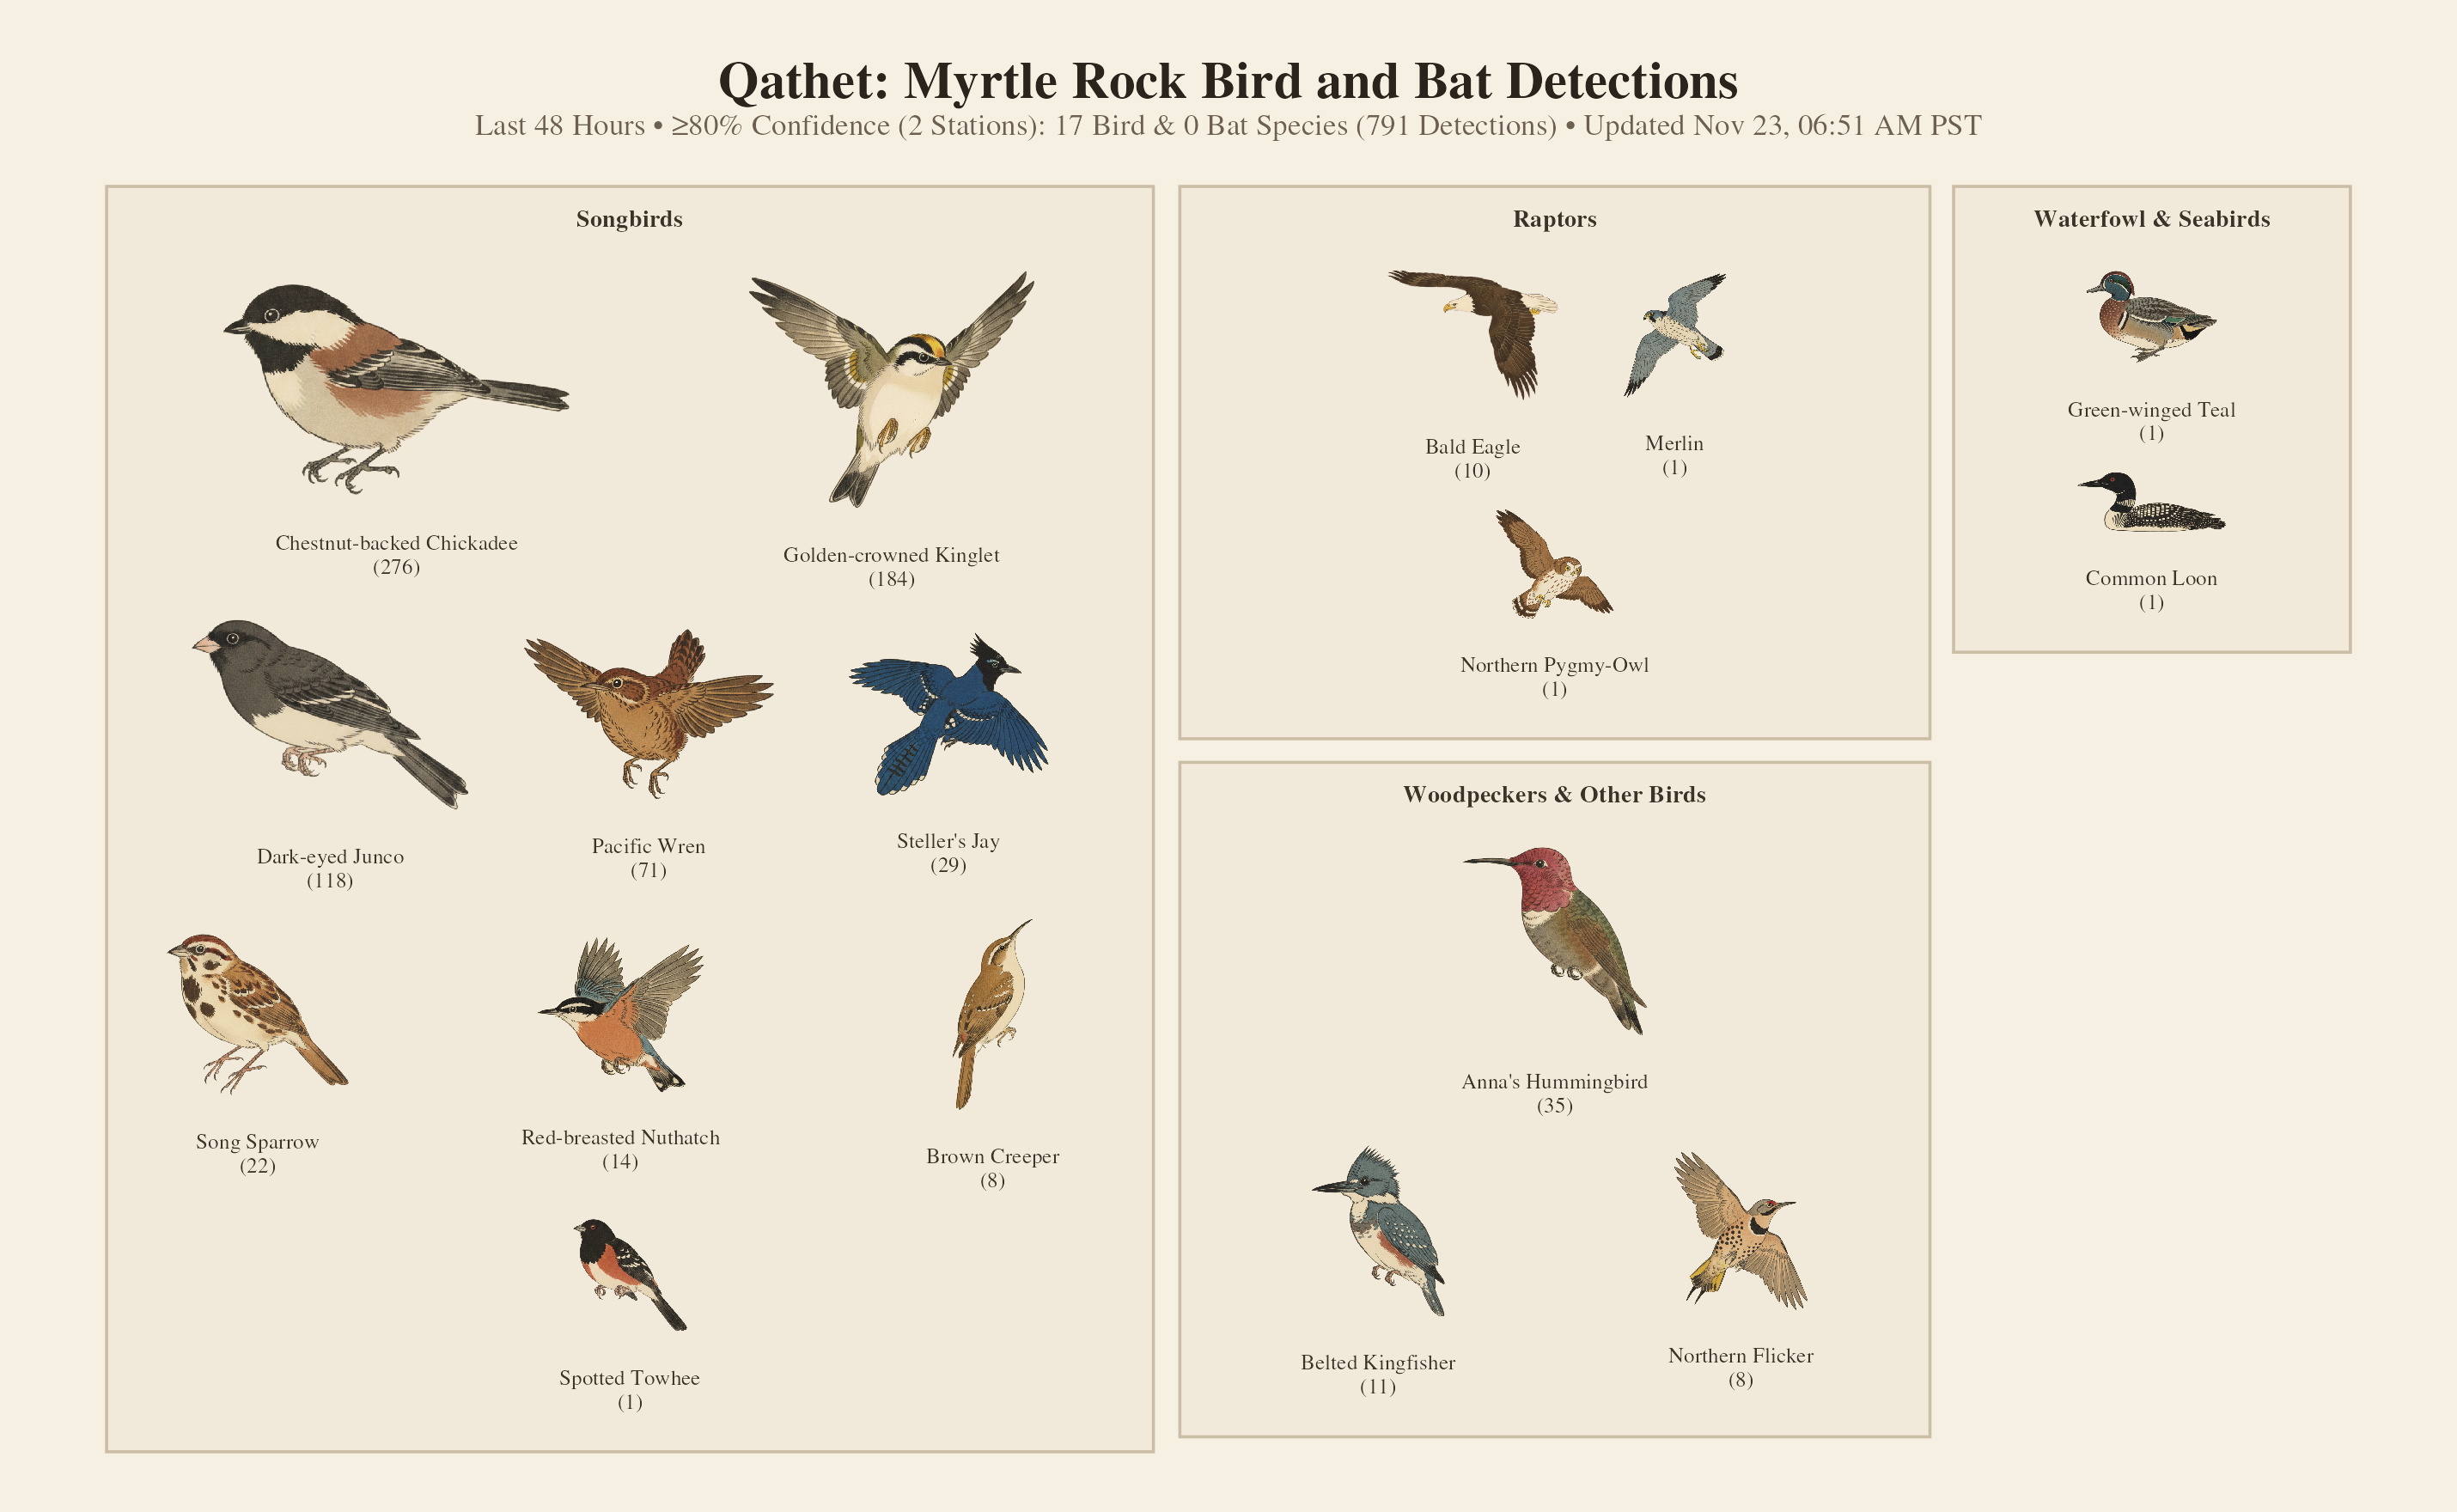 Qathet: Myrtle Rock Bird and Bat Detections
Last 48 Hours • ≥80% Confidence (2 Stations): 17 Bird & 0 Bat Species (791 Detections) • Updated Nov 23, 06:51 AM PST
Songbirds
Chestnut-backed Chickadee
(276)
Golden-crowned Kinglet
(184)
Dark-eyed Junco
(118)
Pacific Wren
(71)
Steller's Jay
(29)
Song Sparrow
(22)
Red-breasted Nuthatch
(14)
Brown Creeper
(8)
Spotted Towhee
(1)
Raptors
Bald Eagle
(10)
Merlin
(1)
Northern Pygmy-Owl
(1)
Woodpeckers & Other Birds
Anna's Hummingbird
(35)
Belted Kingfisher
(11)
Northern Flicker
(8)
Waterfowl & Seabirds
Green-winged Teal
(1)
Common Loon
(1)